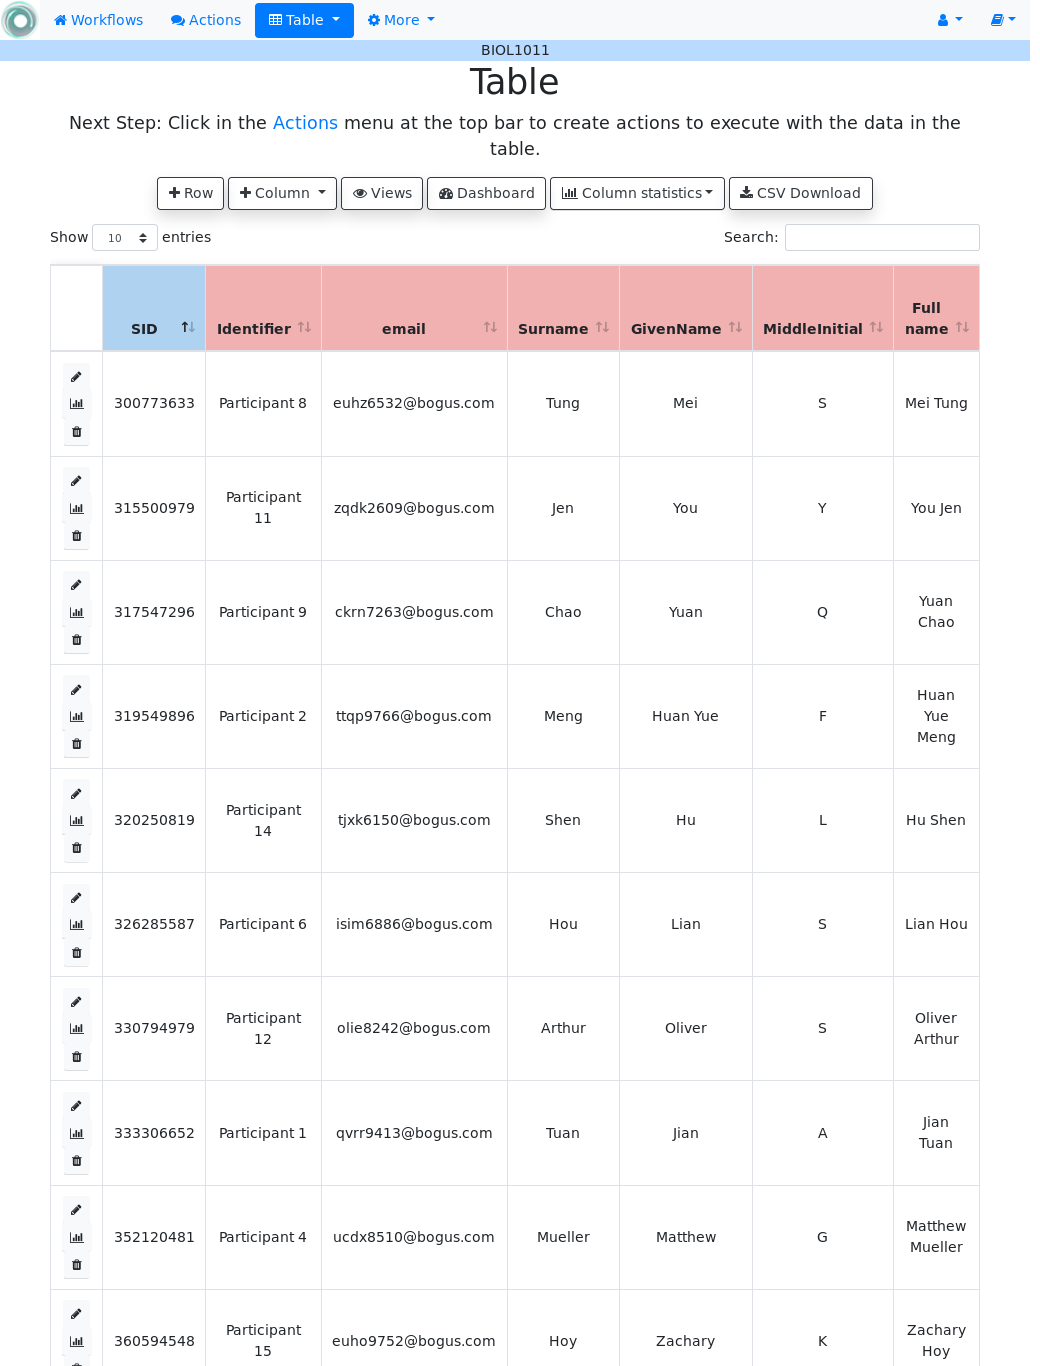 Workflows Actions Table More
BIOL1011
Table
Next Step: Click in the Actions menu at the top bar to create actions to execute with the data in the
table.
Row Column Views Dashboard Column statistics CSV Download
Show 10 entries Search:
SID Identifier email Surname GivenName MiddleInitial Full
name
300773633 Participant 8 euhz6532@bogus.com Tung Mei S Mei Tung
315500979 Participant
11 zqdk2609@bogus.com Jen You Y You Jen
317547296 Participant 9 ckrn7263@bogus.com Chao Yuan Q Yuan
Chao
319549896 Participant 2 ttqp9766@bogus.com Meng Huan Yue F Huan
Yue
Meng
320250819 Participant
14 tjxk6150@bogus.com Shen Hu L Hu Shen
326285587 Participant 6 isim6886@bogus.com Hou Lian S Lian Hou
330794979 Participant
12 olie8242@bogus.com Arthur Oliver S Oliver
Arthur
333306652 Participant 1 qvrr9413@bogus.com Tuan Jian A Jian
Tuan
352120481 Participant 4 ucdx8510@bogus.com Mueller Matthew G Matthew
Mueller
360594548 Participant
15 euho9752@bogus.com Hoy Zachary K Zachary
Hoy